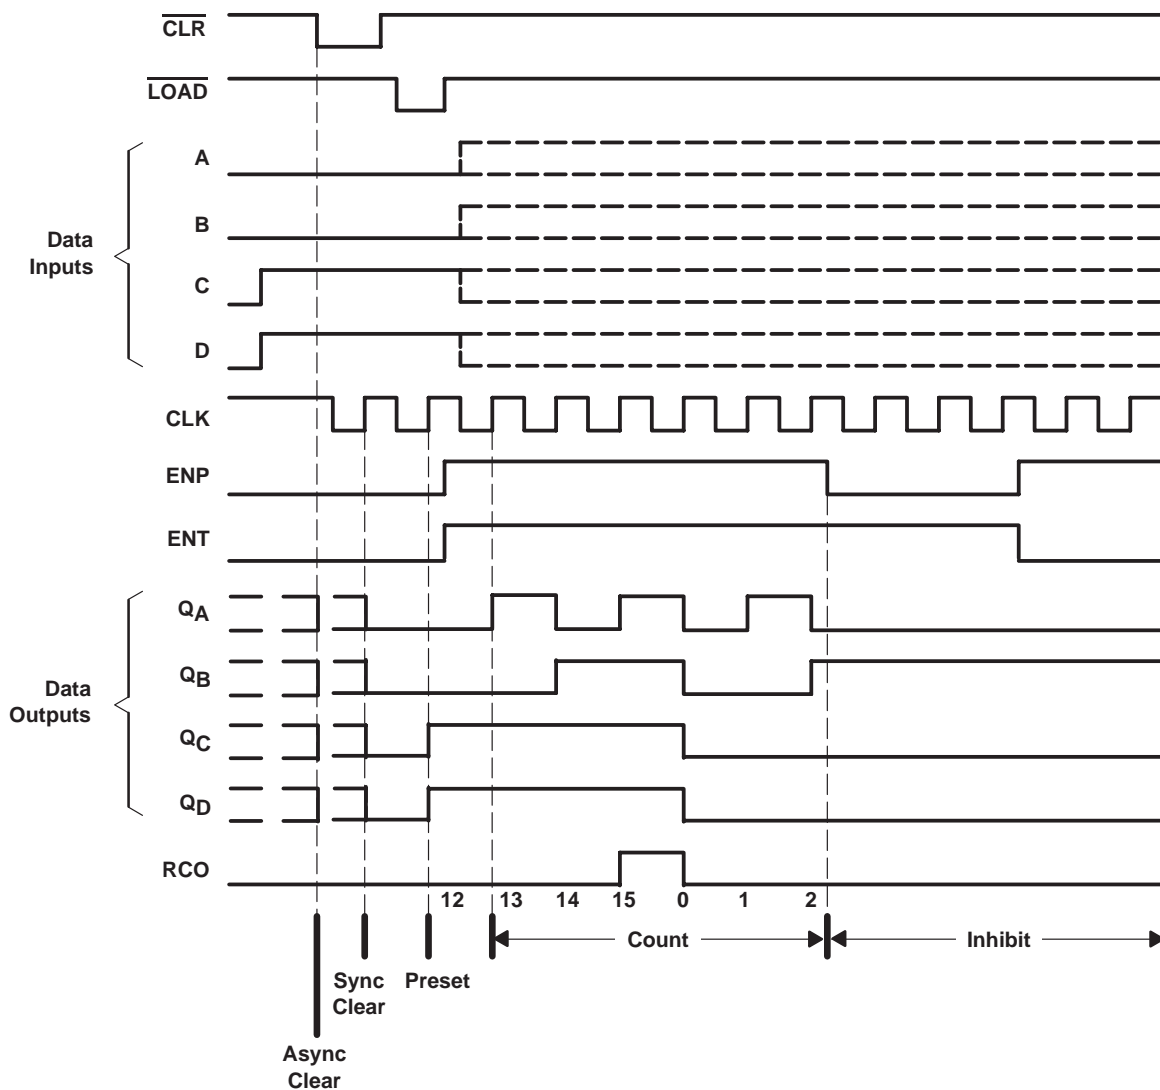 CLR
LOAD
A
B
Data
Inputs
C
D
CLK
ENP
ENT
QA
QB
Data
Outputs
QC
QD
RCO
12 13 14 15 0 1 2
Count
Inhibit
Sync
Clear
Preset
Async
Clear